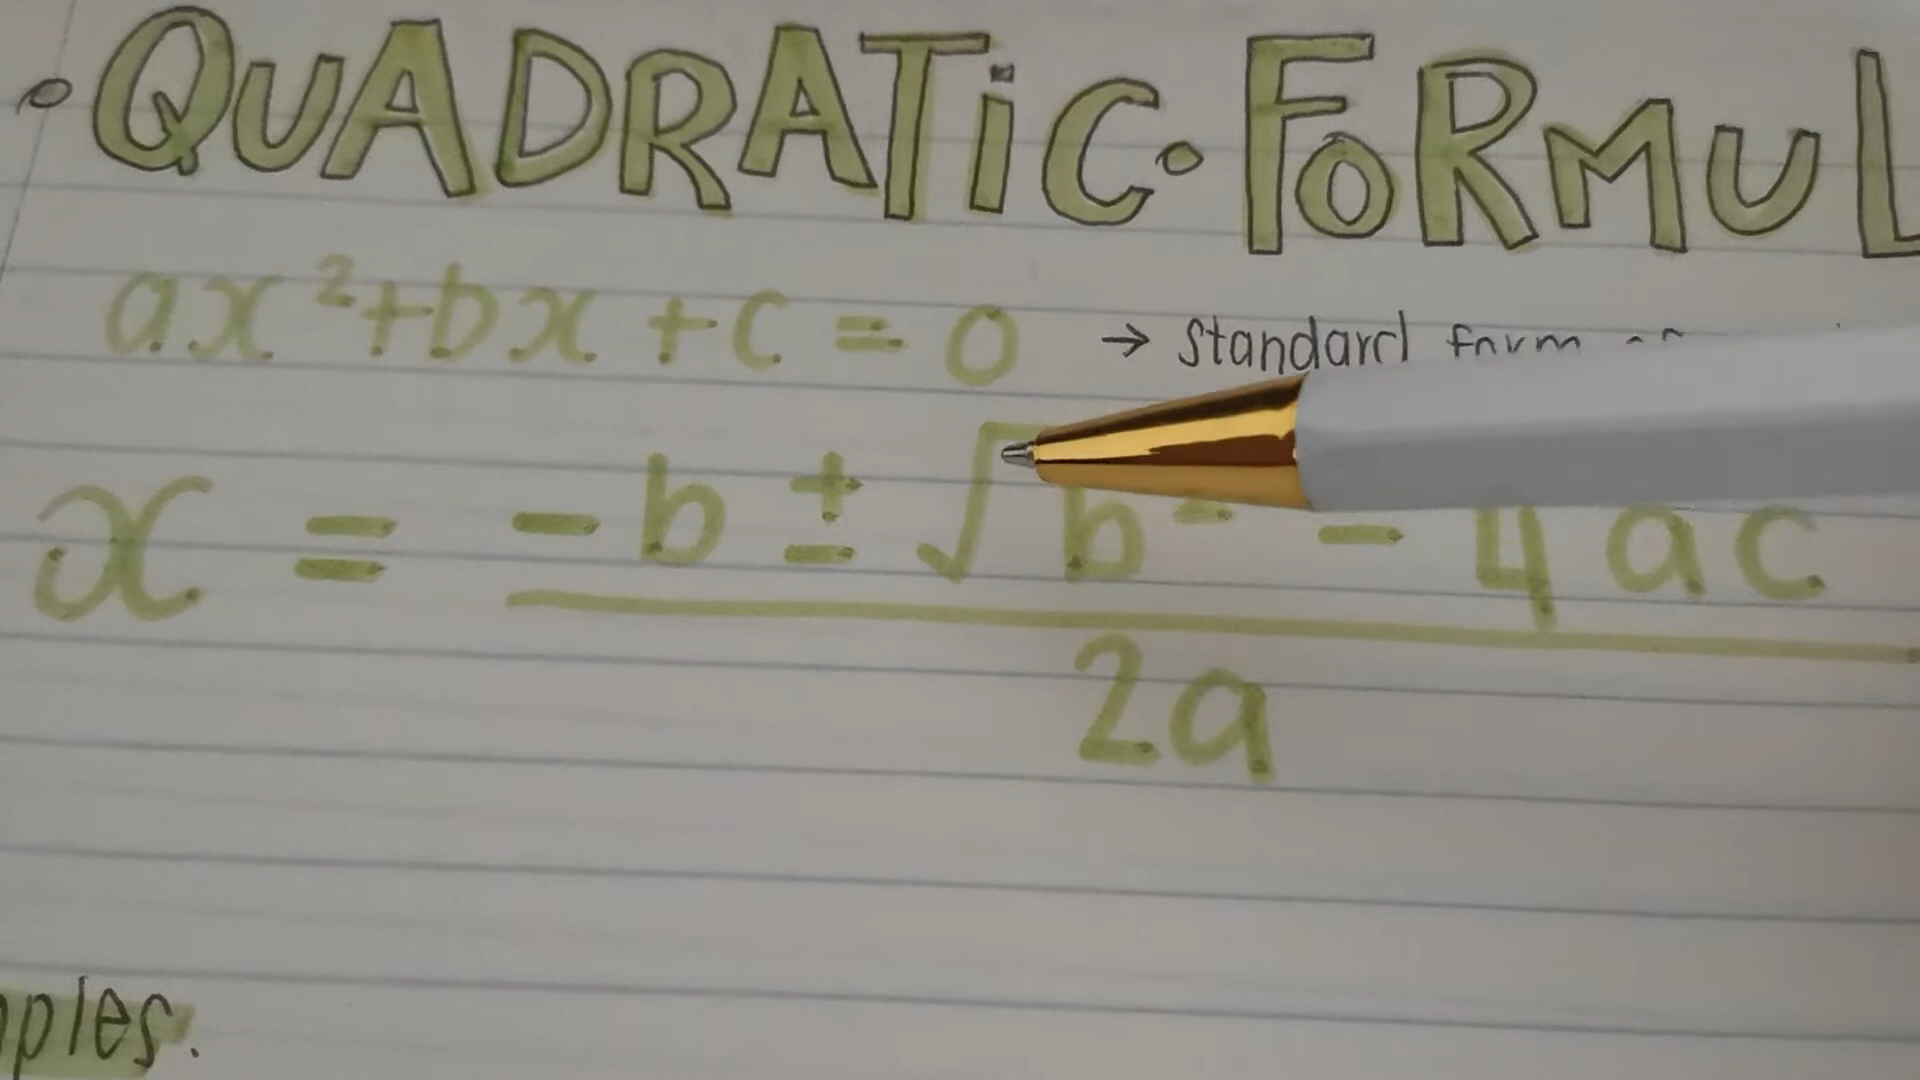 •QUADRATiC•FORMUL
ax²+bx+c=0 → Standard form
x = -b ± √b² - 4ac
2a
ples.